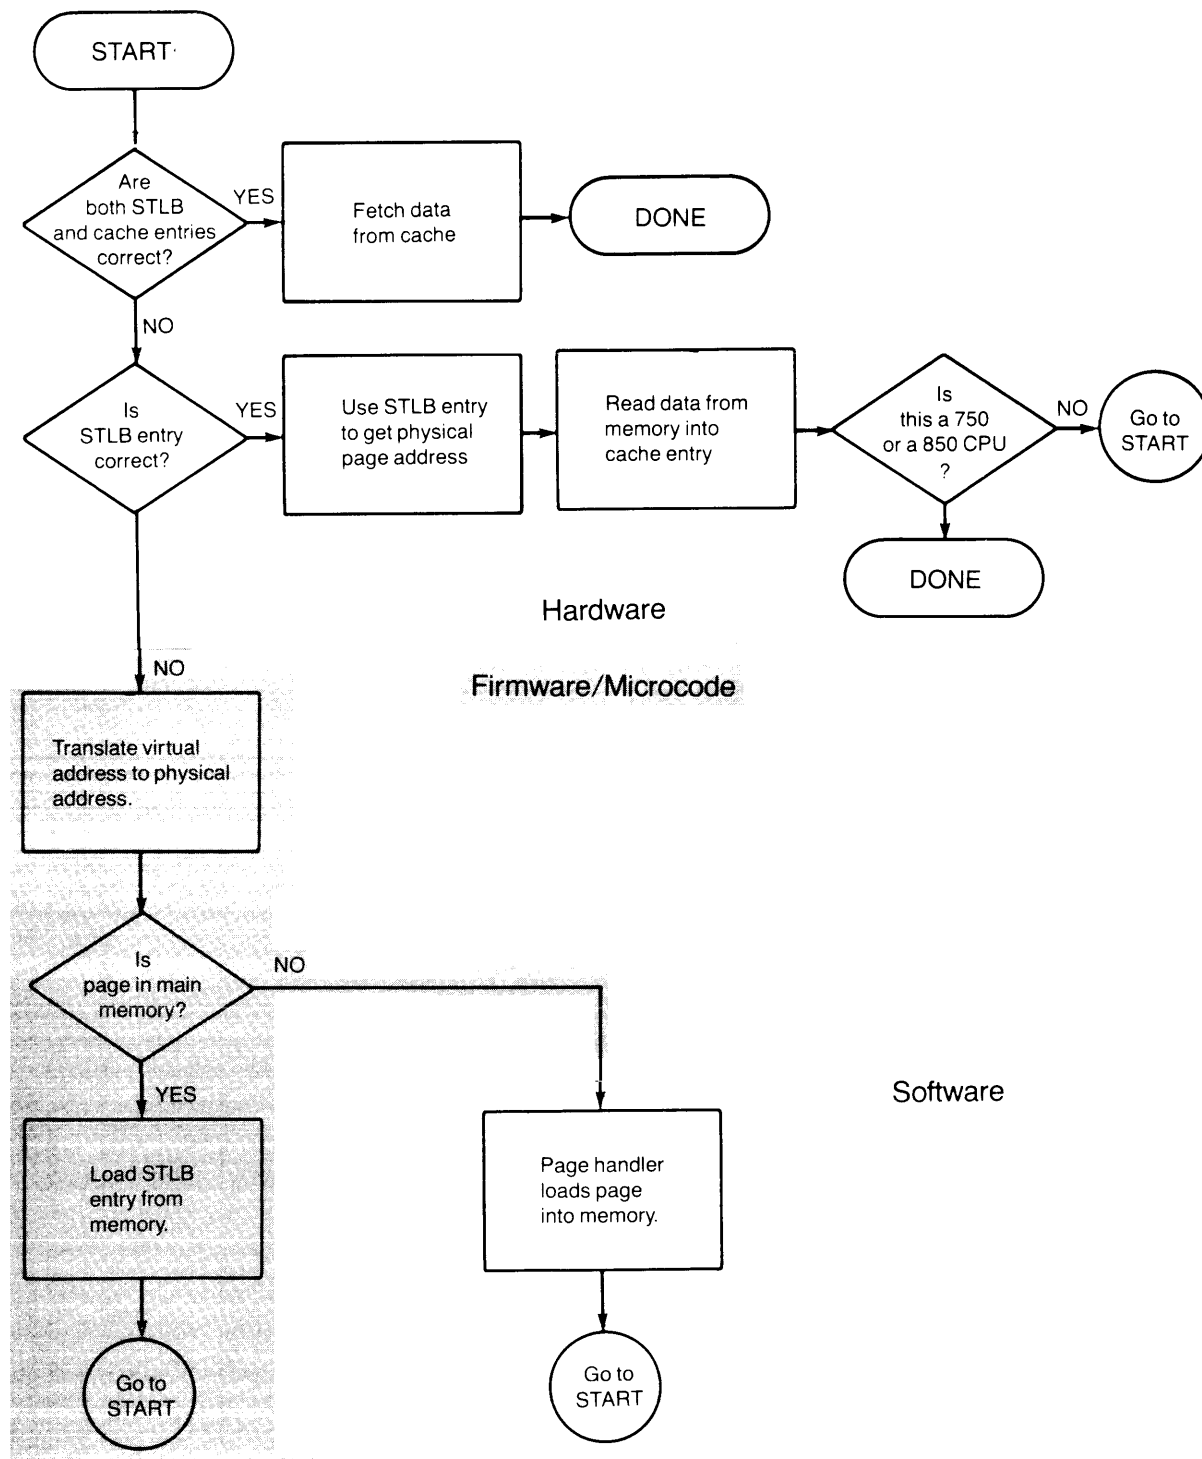 START
Are
both STLB
and cache entries
correct?
YES
Fetch data
from cache
DONE
NO
Is
STLB entry
correct?
YES
Use STLB entry
to get physical
page address
Read data from
memory into
cache entry
Is
this a 750
or a 850 CPU
?
NO
Go to
START
DONE
Hardware
NO
Firmware/Microcode
Translate virtual
address to physical
address.
Is
page in main
memory?
NO
YES
Software
Load STLB
entry from
memory.
Page handler
loads page
into memory.
Go to
START
Go to
START